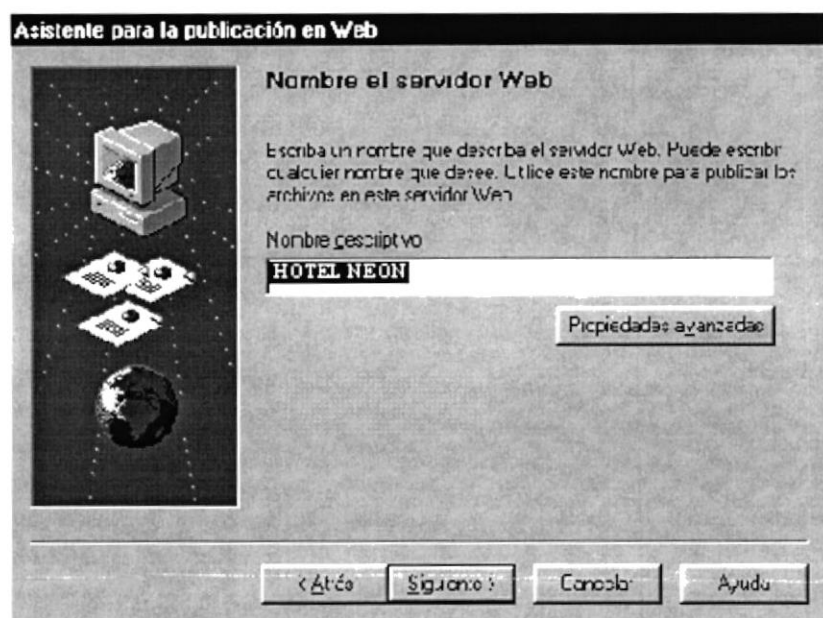 Asistente para la publicación en Web
Nombre el servidor Web
Escriba un nombre que describa el servidor Web. Puede escribir
cualquier nombre que desee. Utilice este nombre para publicar los
archivos en este servidor Web
Nombre descriptivo
HOTEL NEON
Propiedades avanzadas
< Atrás
Siguiente >
Cancelar
Ayuda